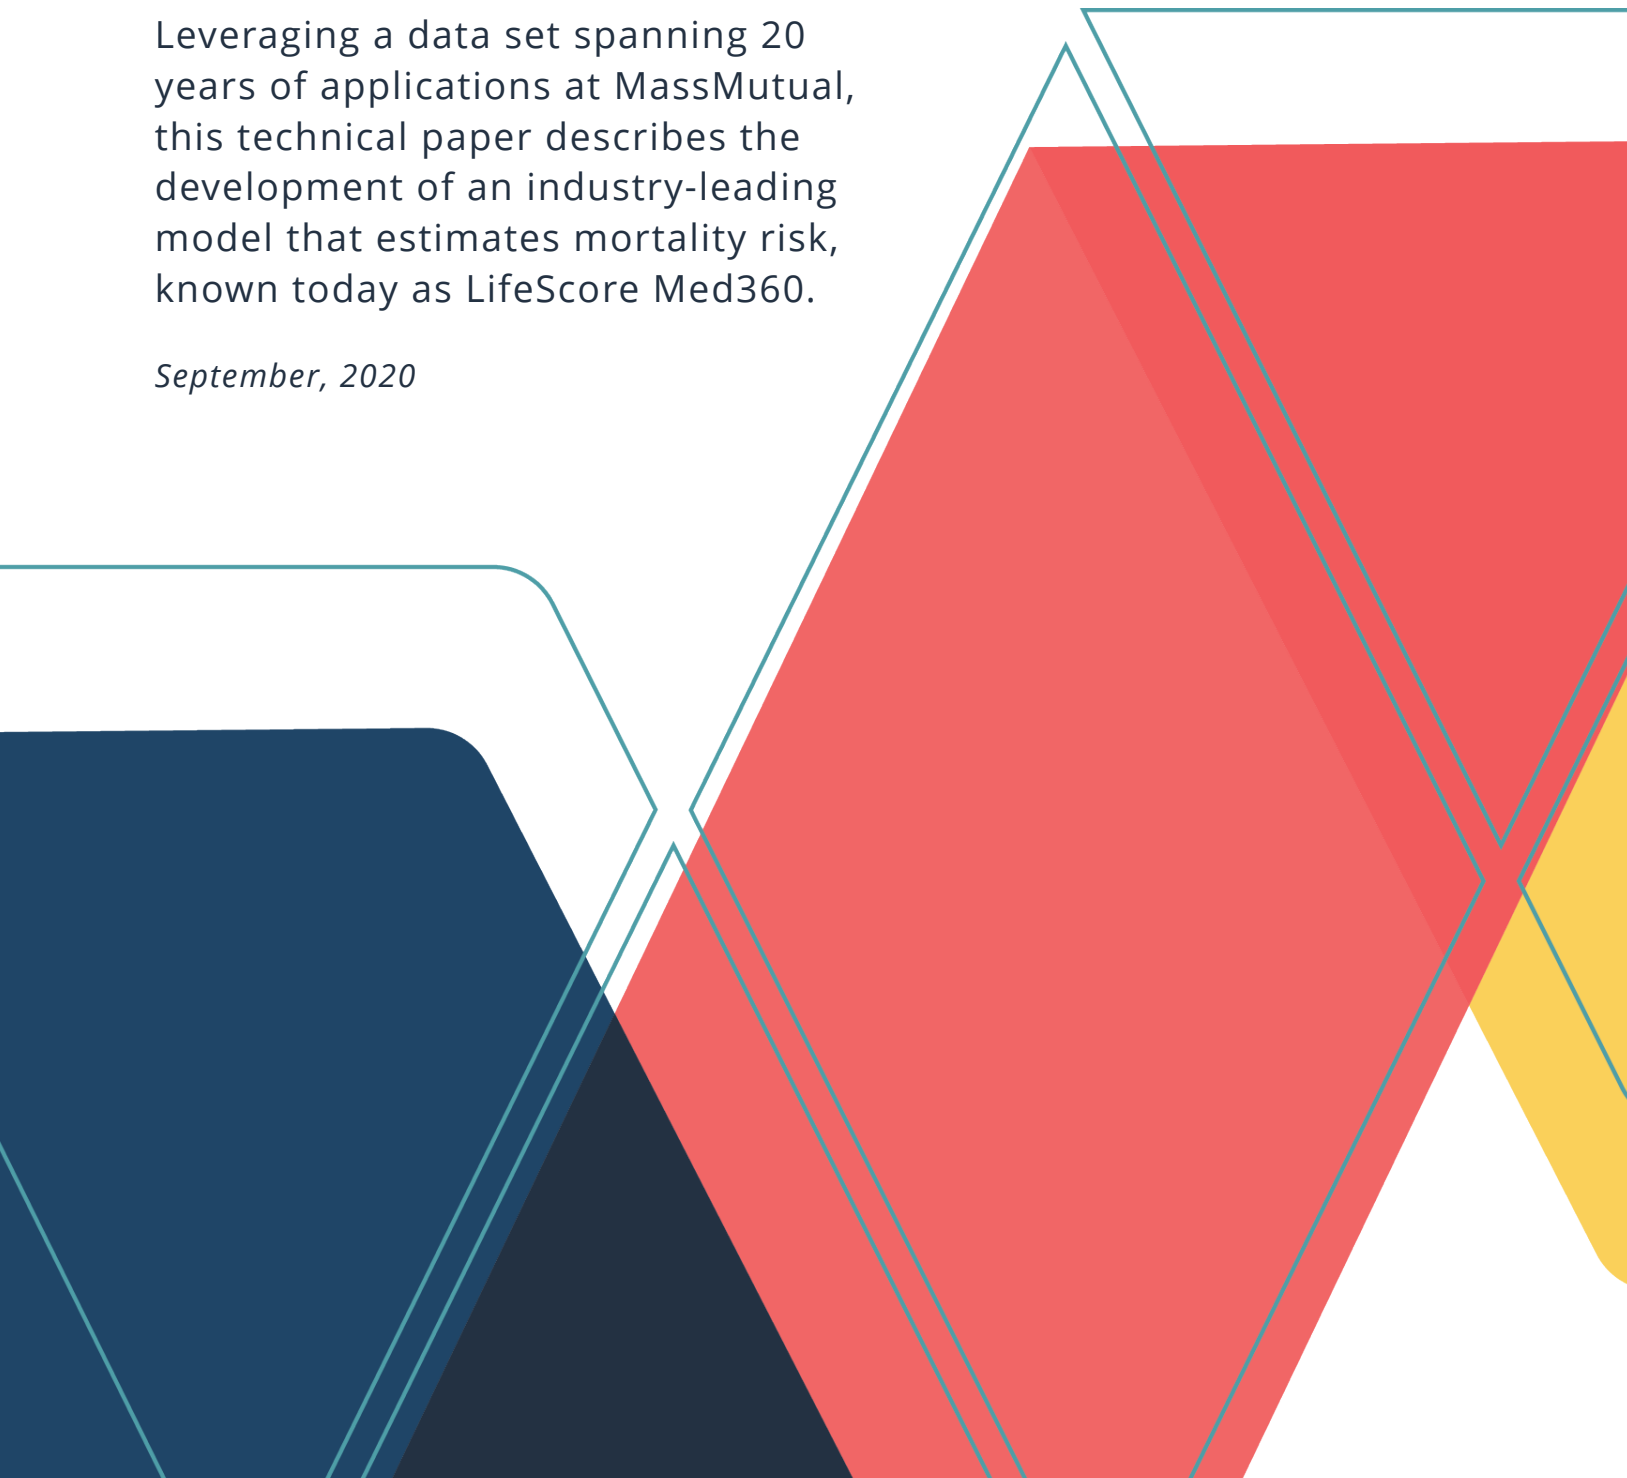 Leveraging a data set spanning 20
years of applications at MassMutual,
this technical paper describes the
development of an industry-leading
model that estimates mortality risk,
known today as LifeScore Med360.
September, 2020